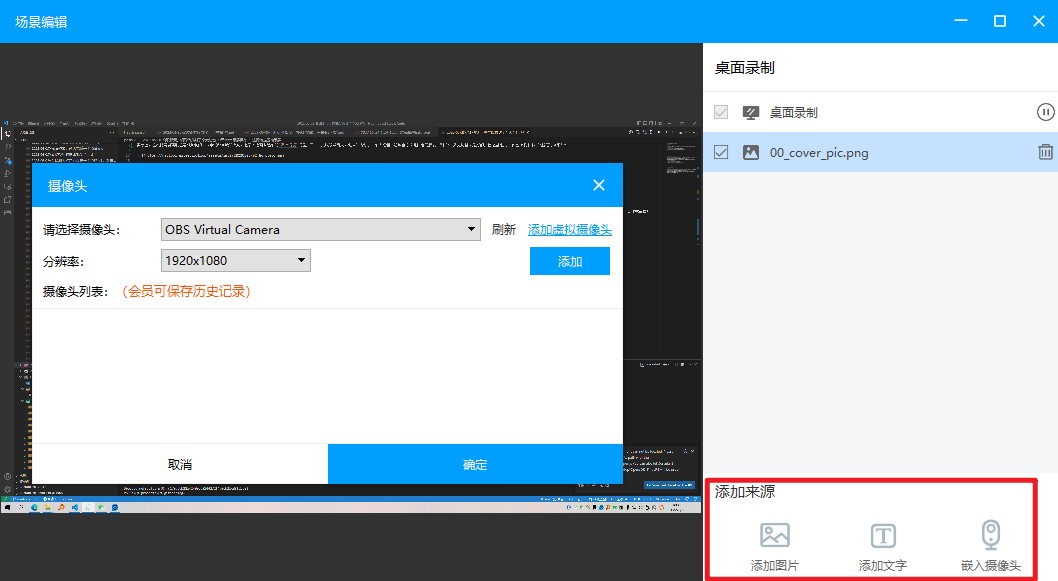 场景编辑
桌面录制
桌面录制
00_cover_pic.png
摄像头
请选择摄像头： OBS Virtual Camera 刷新 添加虚拟摄像头
分辨率： 1920x1080 添加
摄像头列表： （会员可保存历史记录）
取消 确定
添加来源
添加图片 添加文字 嵌入摄像头